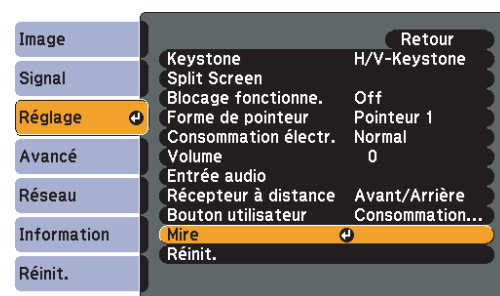 Image
Signal
Réglage
Avancé
Réseau
Information
Réinit.
Retour
Keystone H/V-Keystone
Split Screen
Blocage fonctionne. Off
Forme de pointeur Pointeur 1
Consommation électr. Normal
Volume 0
Entrée audio
Récepteur à distance Avant/Arrière
Bouton utilisateur Consommation...
Mire
Réinit.